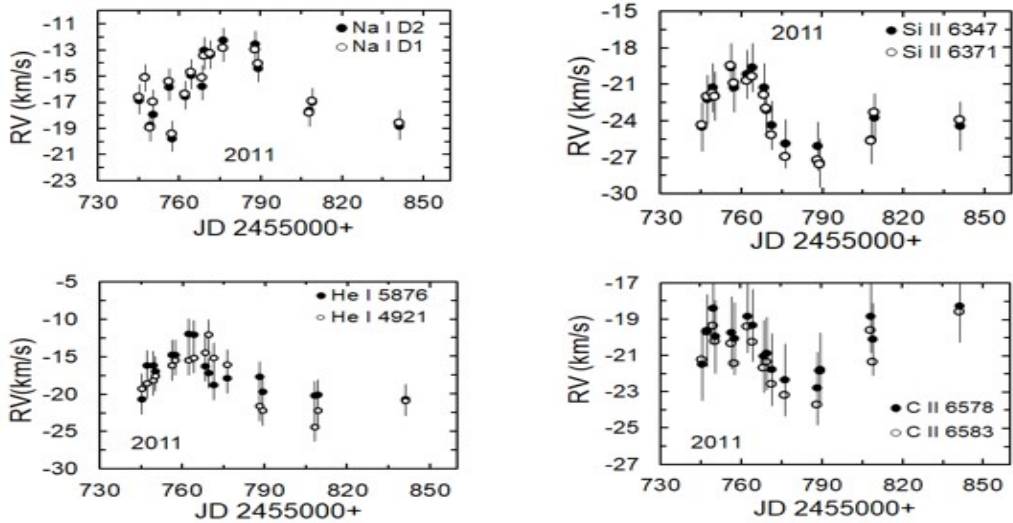 RV (km/s)
-11
-13
-15
-17
-19
-21
-23
Na I D2
Na I D1
2011
730 760 790 820 850
JD 2455000+
RV (km/s)
-15
-18
-21
-24
-27
-30
2011
Si II 6347
Si II 6371
730 760 790 820 850
JD 2455000+
RV(km/s)
-5
-10
-15
-20
-25
-30
He I 5876
He I 4921
2011
730 760 790 820 850
JD 2455000+
RV (km/s)
-17
-19
-21
-23
-25
-27
C II 6578
C II 6583
2011
730 760 790 820 850
JD 2455000+